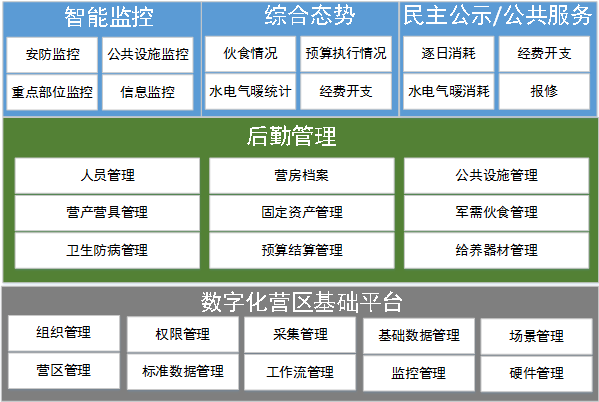 智能监控
综合态势
民主公示/公共服务
安防监控
公共设施监控
伙食情况
预算执行情况
逐日消耗
经费开支
重点部位监控
信息监控
水电气暖统计
经费开支
水电气暖消耗
报修
后勤管理
人员管理
营房档案
公共设施管理
营产营具管理
固定资产管理
军需伙食管理
卫生防病管理
预算结算管理
给养器材管理
数字化营区基础平台
组织管理
权限管理
采集管理
基础数据管理
场景管理
营区管理
标准数据管理
工作流管理
监控管理
硬件管理